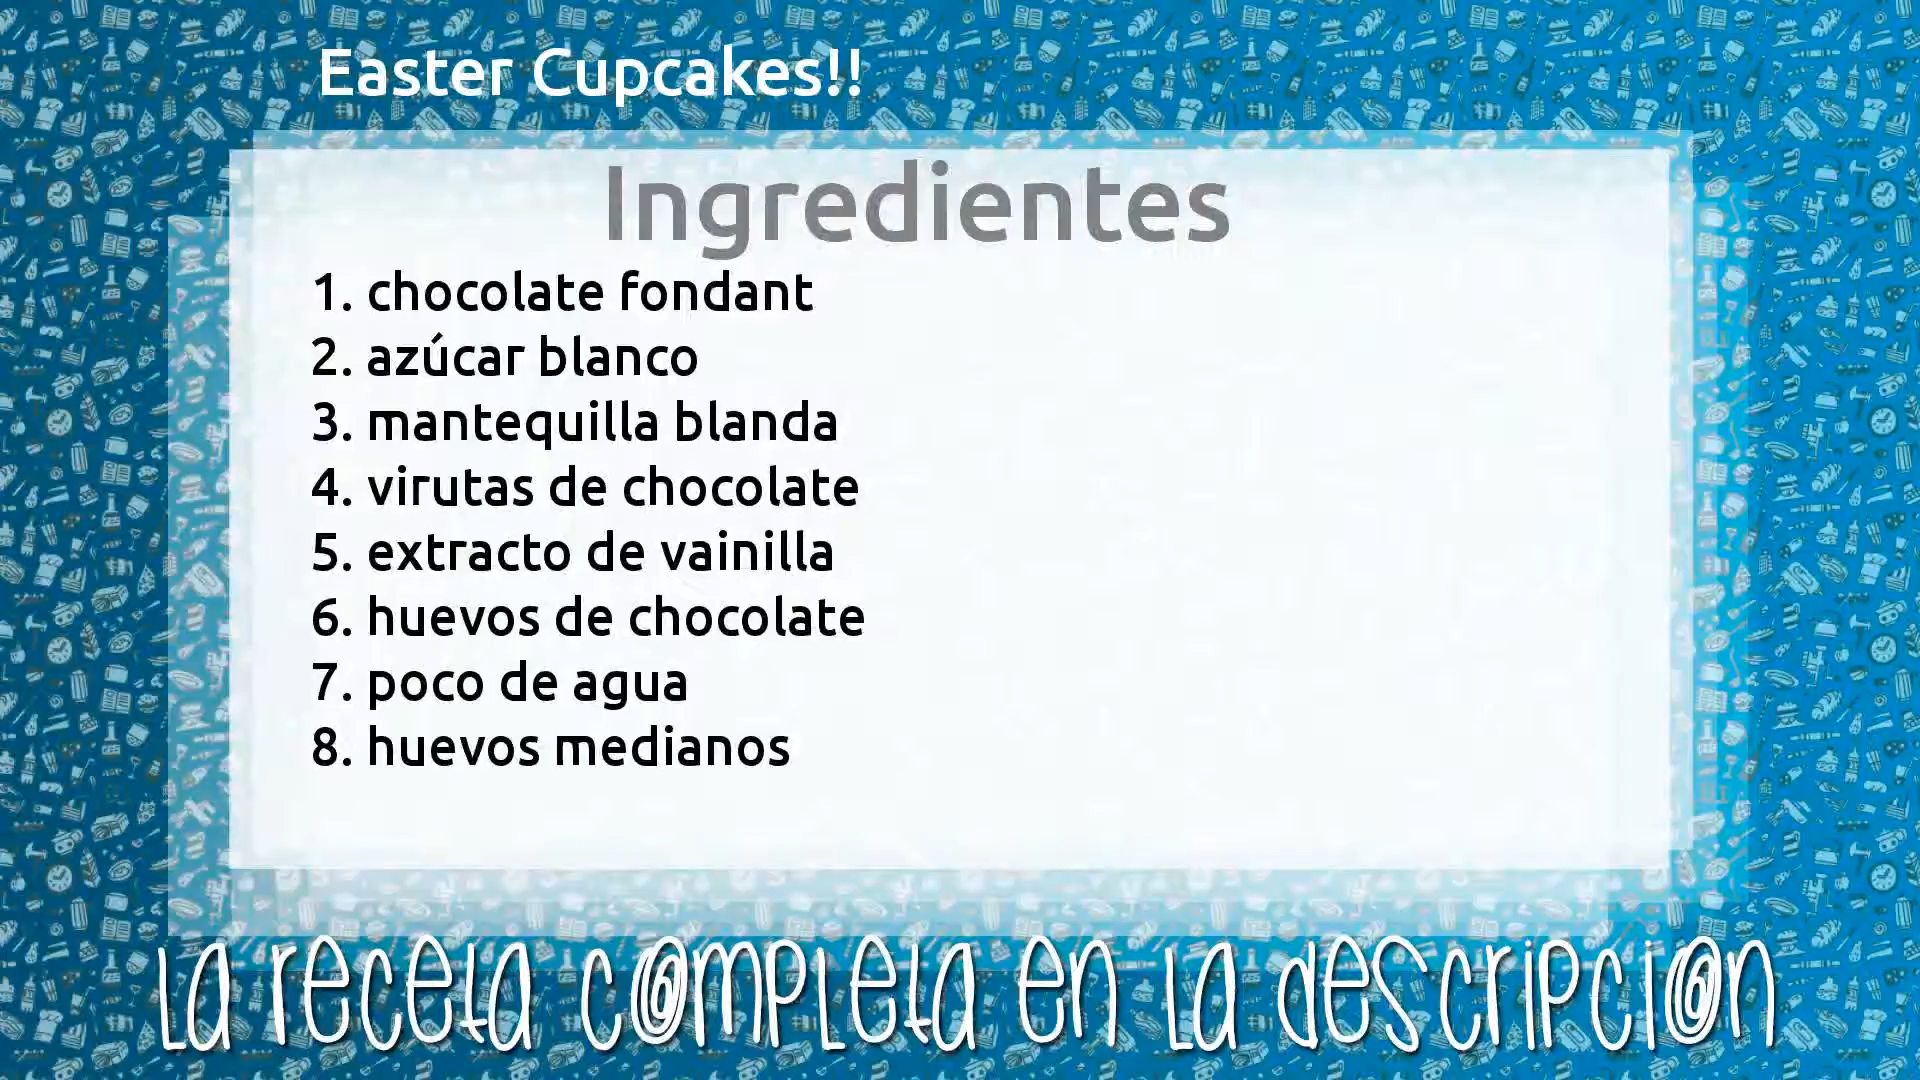 Easter Cupcakes!!
Ingredientes
1. chocolate fondant
2. azúcar blanco
3. mantequilla blanda
4. virutas de chocolate
5. extracto de vainilla
6. huevos de chocolate
7. poco de agua
8. huevos medianos
La receta completa en la descripcion